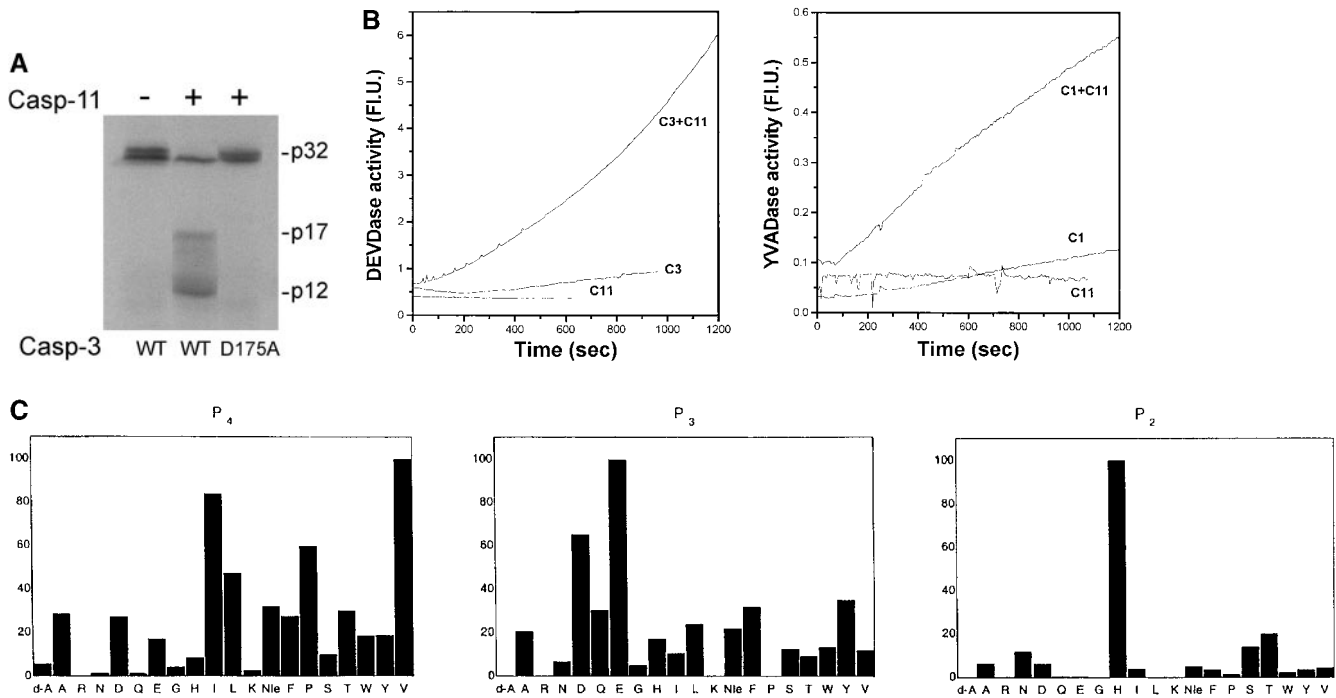 A
Casp-11 - + +
-p32
-p17
-p12
Casp-3 WT WT D175A
B
DEVDase activity (Fl.U.)
6
5
4
3
2
1
0
C3+C11
C3
C11
0 200 400 600 800 1000 1200
Time (sec)
YVADase activity (Fl.U.)
0.6
0.5
0.4
0.3
0.2
0.1
0.0
C1+C11
C1
C11
0 200 400 600 800 1000 1200
Time (sec)
C
P4
100
80
60
40
20
0
d-A A R N D Q E G H I L K Nle F P S T W Y V
P3
100
80
60
40
20
0
d-A A R N D Q E G H I L K Nle F P S T W Y V
P2
100
80
60
40
20
0
d-A A R N D Q E G H I L K Nle F P S T W Y V